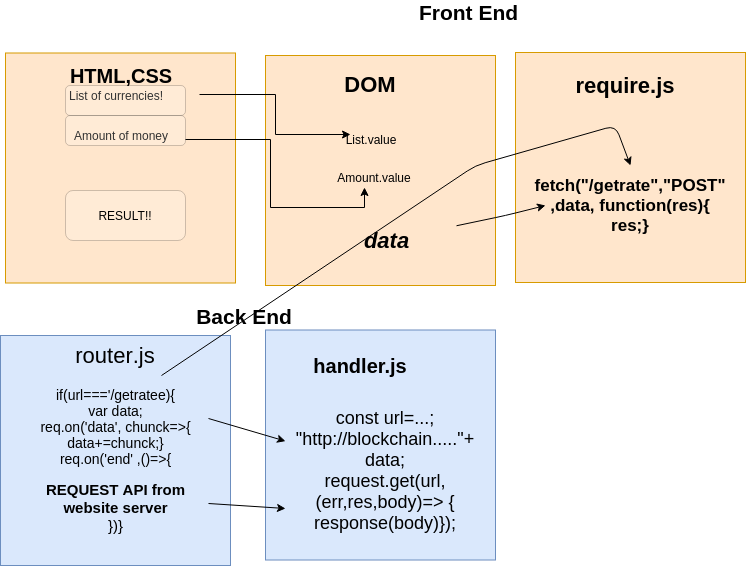 Front End
HTML,CSS
List of currencies!
Amount of money
RESULT!!
DOM
List.value
Amount.value
data
require.js
fetch("/getrate","POST"
,data, function(res){
res;}
Back End
router.js
if(url==='/getratee){
var data;
req.on('data', chunck=>{
data+=chunck;}
req.on('end' ,()=>{
REQUEST API from
website server
})}
handler.js
const url=...;
"http://blockchain....."+
data;
request.get(url,
(err,res,body)=> {
response(body)});